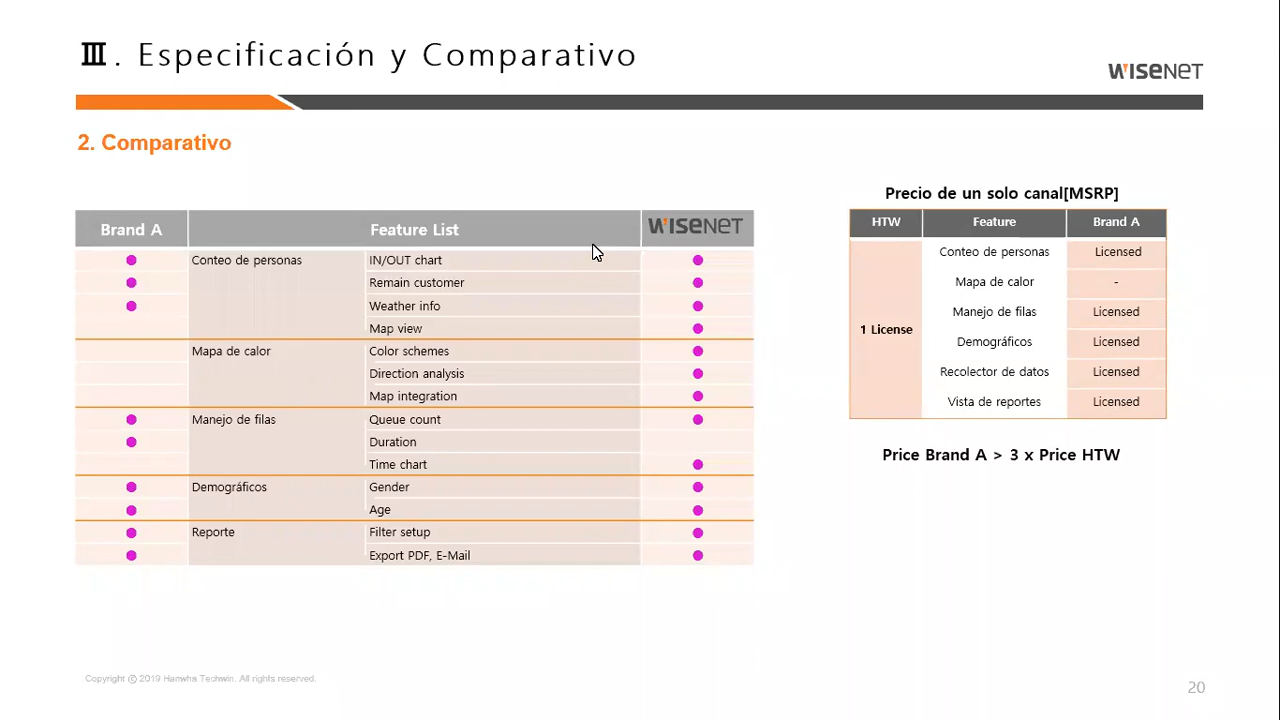 Ⅲ. Especificación y Comparativo
WISENET
2. Comparativo
Brand A Feature List WISENET
Conteo de personas IN/OUT chart
Remain customer
Weather info
Map view
Mapa de calor Color schemes
Direction analysis
Map integration
Manejo de filas Queue count
Duration
Time chart
Demográficos Gender
Age
Reporte Filter setup
Export PDF, E-Mail
Precio de un solo canal[MSRP]
HTW Feature Brand A
Conteo de personas Licensed
Mapa de calor -
Manejo de filas Licensed
1 License
Demográficos Licensed
Recolector de datos Licensed
Vista de reportes Licensed
Price Brand A > 3 x Price HTW
Copyright ⓒ 2019 Hanwha Techwin. All rights reserved.
20